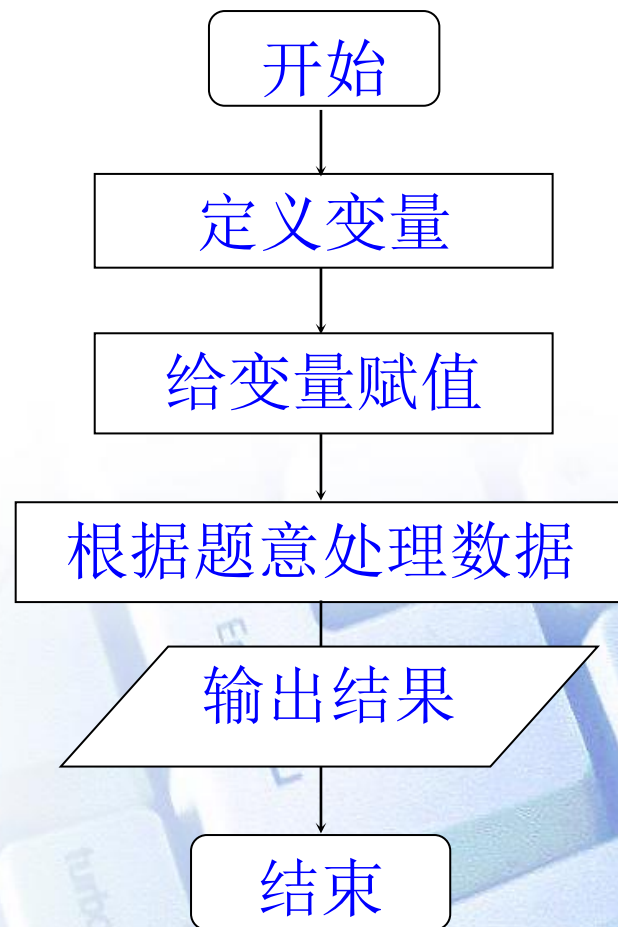 开始
定义变量
给变量赋值
根据题意处理数据
输出结果
结束